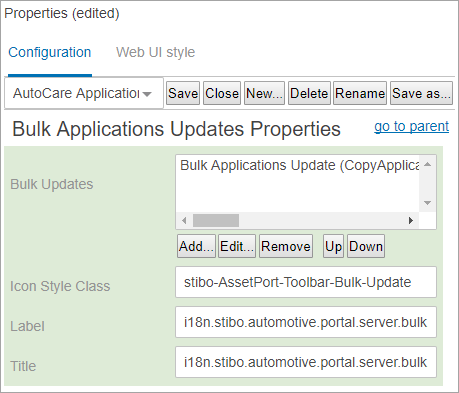 Properties (edited)
Configuration Web UI style
AutoCare Application Save Close New... Delete Rename Save as...
Bulk Applications Updates Properties go to parent
Bulk Updates Bulk Applications Update (CopyApplica
Add... Edit... Remove Up Down
Icon Style Class stibo-AssetPort-Toolbar-Bulk-Update
Label i18n.stibo.automotive.portal.server.bulk
Title i18n.stibo.automotive.portal.server.bulk